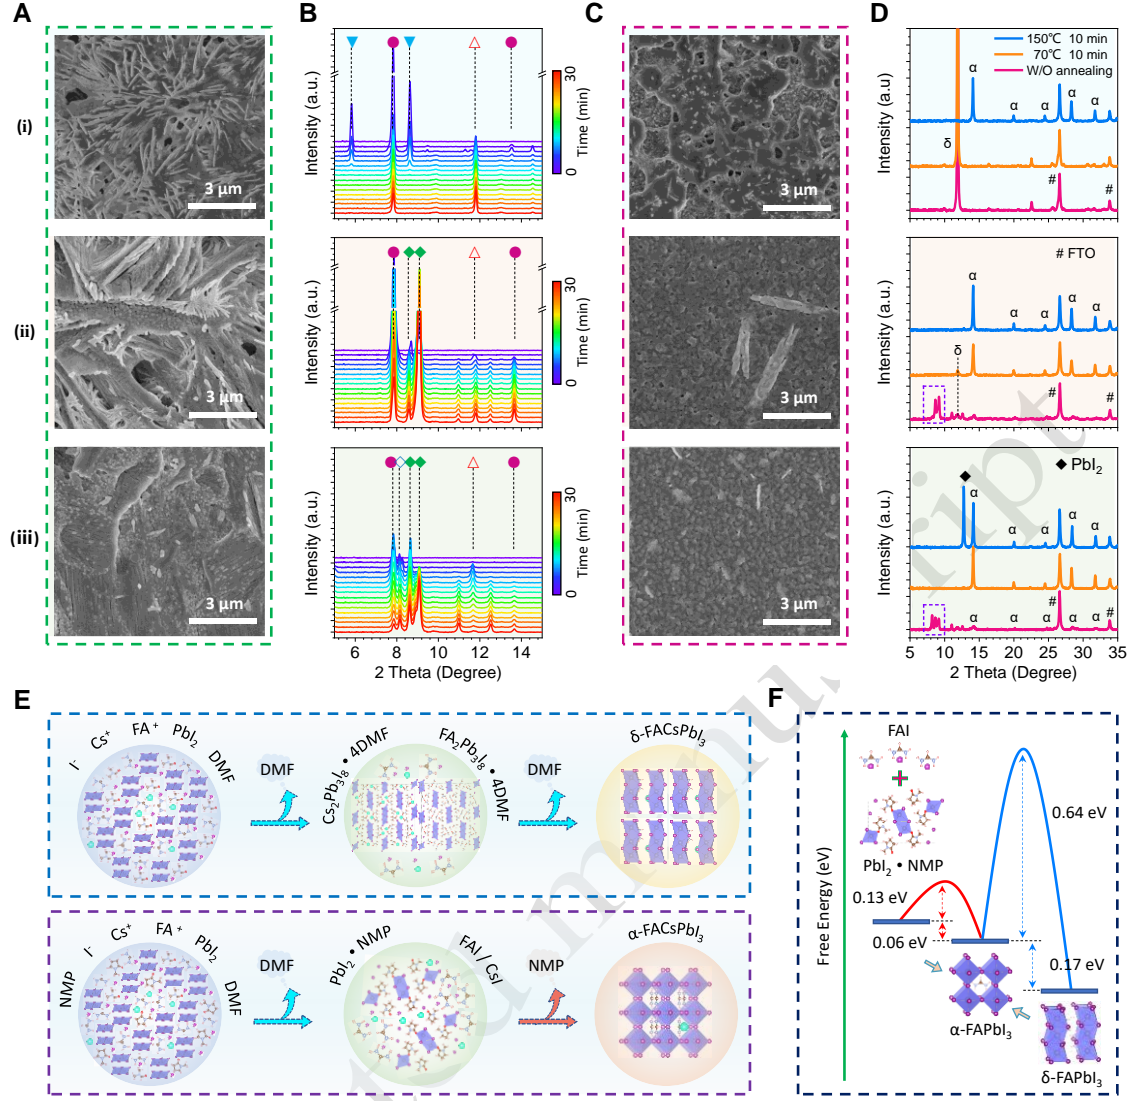 A
B
C
D
(i)
3 µm
Intensity (a.u.)
30
Time (min)
0
3 µm
Intensity (a.u.)
150℃ 10 min
70℃ 10 min
W/O annealing
α
α
α
α
α
δ
#
#
(ii)
3 µm
Intensity (a.u.)
30
Time (min)
0
3 µm
Intensity (a.u.)
# FTO
α
α
α
α
α
δ
#
#
(iii)
3 µm
Intensity (a.u.)
30
Time (min)
0
6 8 10 12 14
2 Theta (Degree)
3 µm
Intensity (a.u.)
PbI2
α
α
α
α
α
α
α
α
#
α
α
#
5 10 15 20 25 30 35
2 Theta (Degree)
E
I-
Cs+
FA +
PbI2
DMF
DMF
Cs2Pb3I8 • 4DMF
FA2Pb3I8 • 4DMF
DMF
δ-FACsPbI3
NMP
I-
Cs+
FA +
PbI2
DMF
DMF
PbI2 • NMP
FAI / CsI
NMP
α-FACsPbI3
F
Free Energy (eV)
FAI
PbI2 • NMP
0.13 eV
0.06 eV
0.64 eV
0.17 eV
α-FAPbI3
δ-FAPbI3